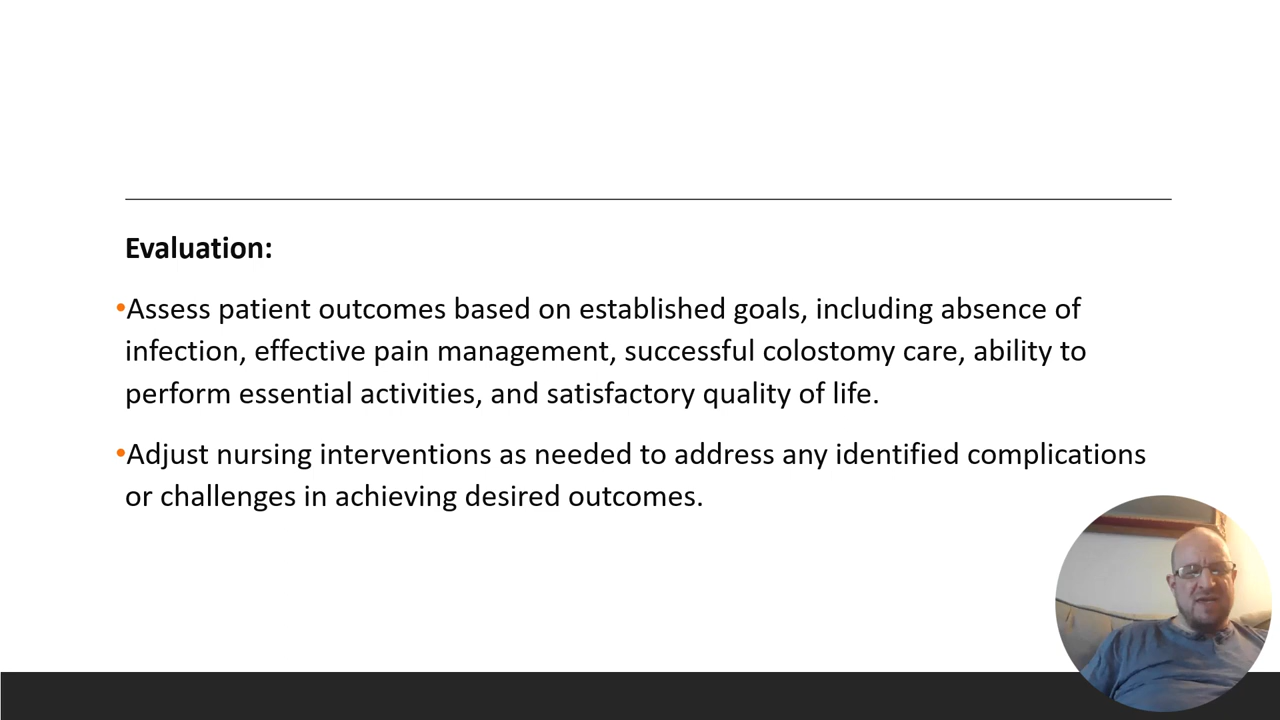 Evaluation:
•Assess patient outcomes based on established goals, including absence of
infection, effective pain management, successful colostomy care, ability to
perform essential activities, and satisfactory quality of life.
•Adjust nursing interventions as needed to address any identified complications
or challenges in achieving desired outcomes.